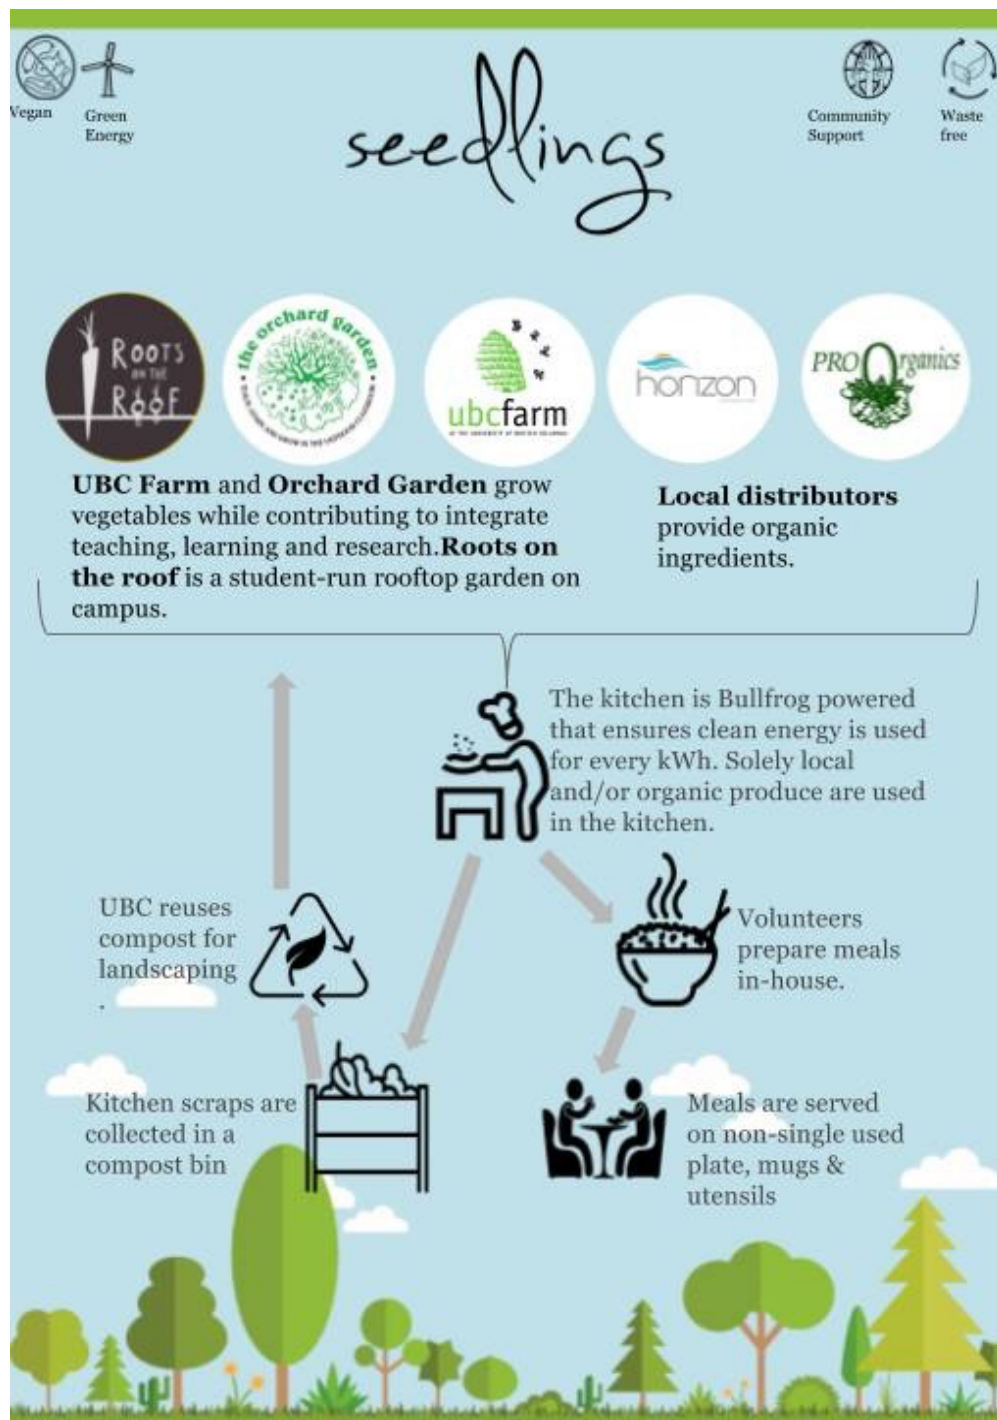 Vegan
Green
Energy
seedlings
Community
Support
Waste
free
ROOTS
ON THE
ROOF
the orchard garden
ubcfarm
horizon
PRO Organics
UBC Farm and Orchard Garden grow
vegetables while contributing to integrate
teaching, learning and research.Roots on
the roof is a student-run rooftop garden on
campus.
Local distributors
provide organic
ingredients.
The kitchen is Bullfrog powered
that ensures clean energy is used
for every kWh. Solely local
and/or organic produce are used
in the kitchen.
UBC reuses
compost for
landscaping
.
Volunteers
prepare meals
in-house.
Kitchen scraps are
collected in a
compost bin
Meals are served
on non-single used
plate, mugs &
utensils